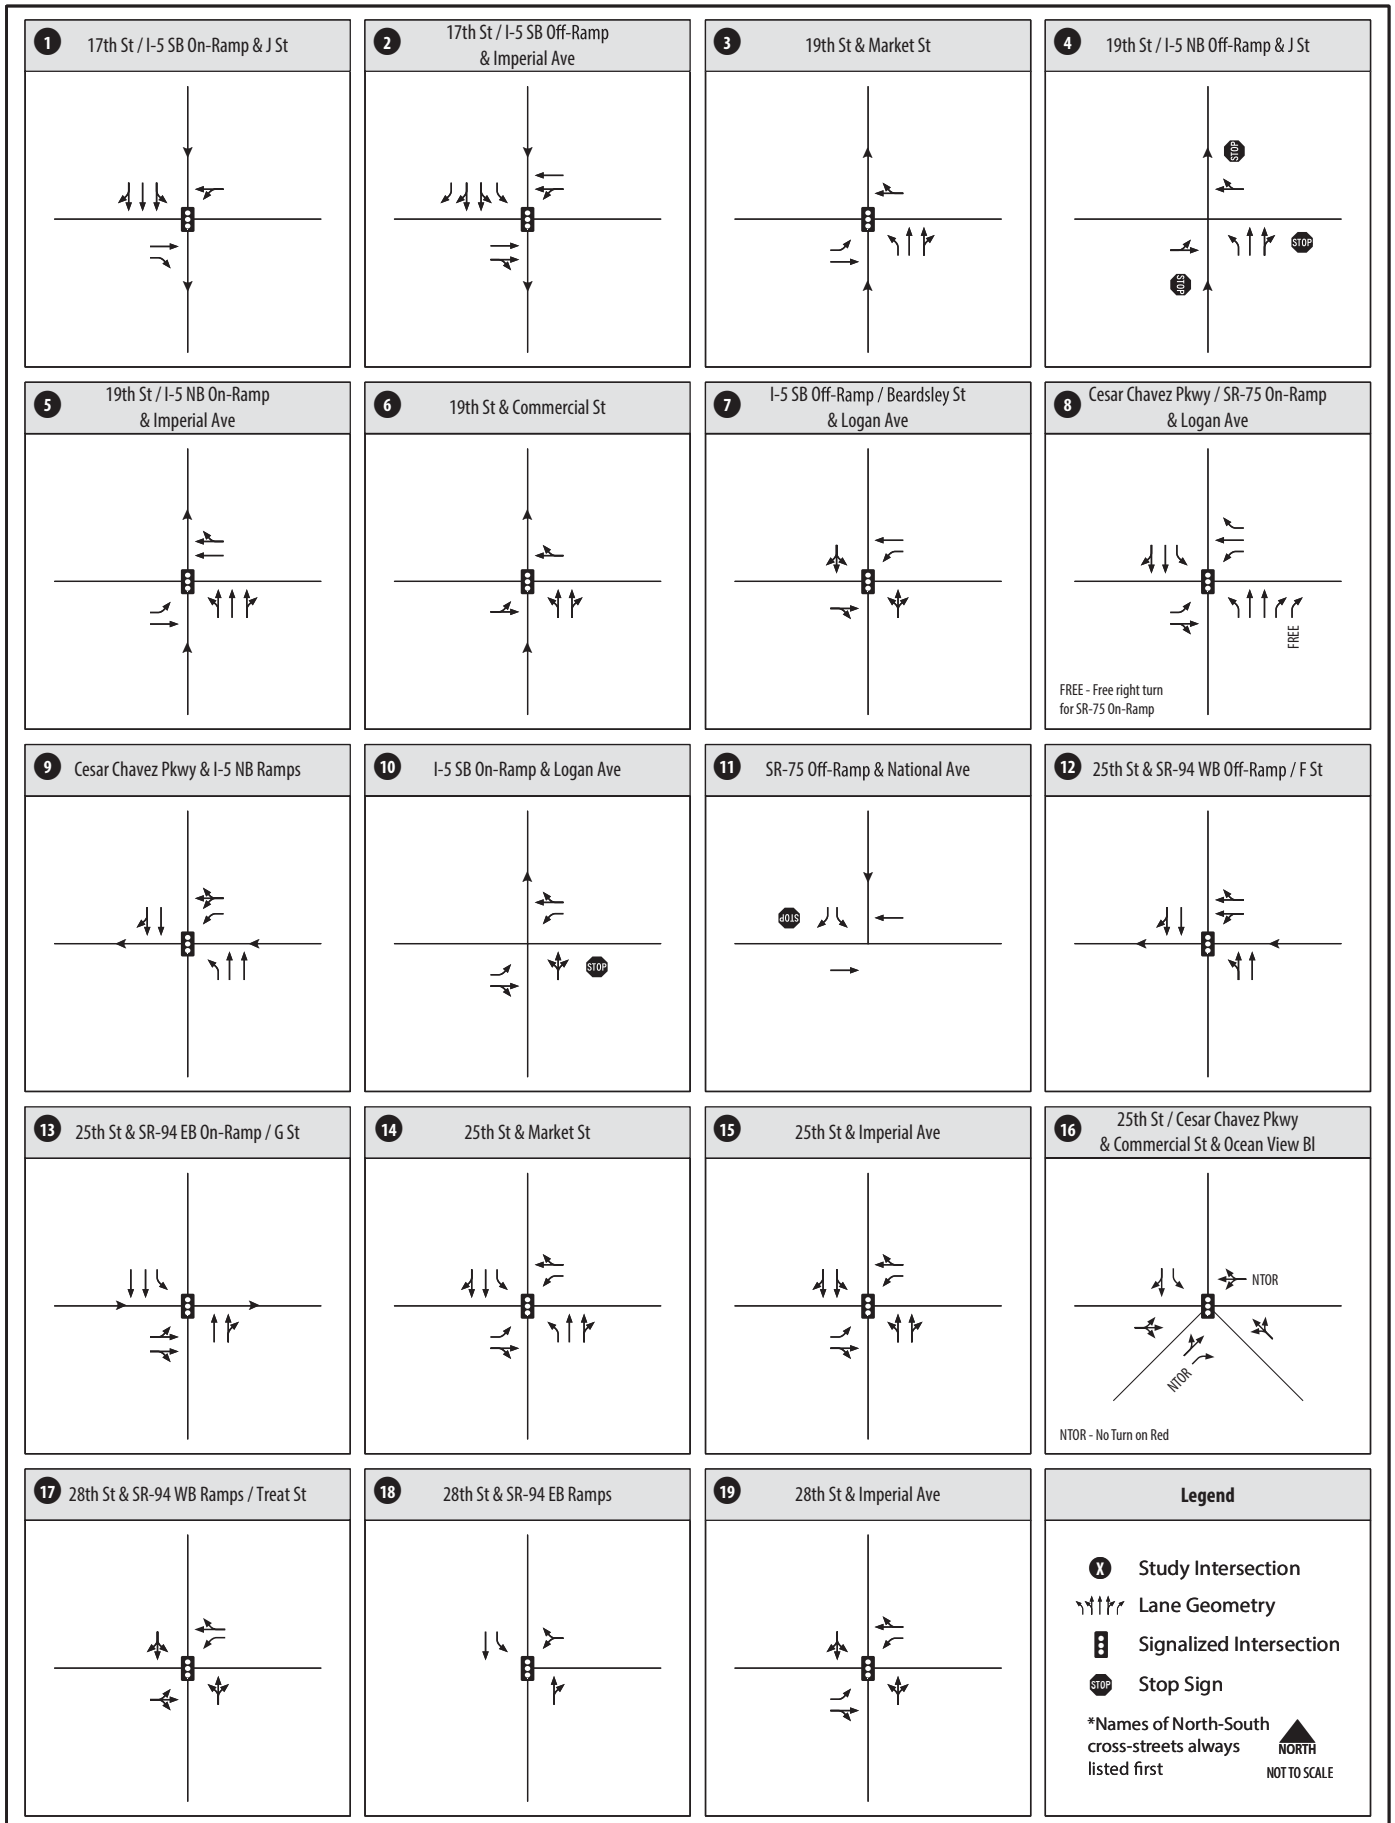 1
17th St / I-5 SB On-Ramp & J St
2
17th St / I-5 SB Off-Ramp
& Imperial Ave
3
19th St & Market St
4
19th St / I-5 NB Off-Ramp & J St
STOP
STOP
STOP
5
19th St / I-5 NB On-Ramp
& Imperial Ave
6
19th St & Commercial St
7
I-5 SB Off-Ramp / Beardsley St
& Logan Ave
8
Cesar Chavez Pkwy / SR-75 On-Ramp
& Logan Ave
FREE
FREE - Free right turn
for SR-75 On-Ramp
9
Cesar Chavez Pkwy & I-5 NB Ramps
10
I-5 SB On-Ramp & Logan Ave
STOP
11
SR-75 Off-Ramp & National Ave
STOP
12
25th St & SR-94 WB Off-Ramp / F St
13
25th St & SR-94 EB On-Ramp / G St
14
25th St & Market St
15
25th St & Imperial Ave
16
25th St / Cesar Chavez Pkwy
& Commercial St & Ocean View Bl
NTOR
NTOR
NTOR - No Turn on Red
17
28th St & SR-94 WB Ramps / Treat St
18
28th St & SR-94 EB Ramps
19
28th St & Imperial Ave
Legend
X Study Intersection
Lane Geometry
Signalized Intersection
STOP Stop Sign
*Names of North-South
cross-streets always
listed first
NORTH
NOT TO SCALE